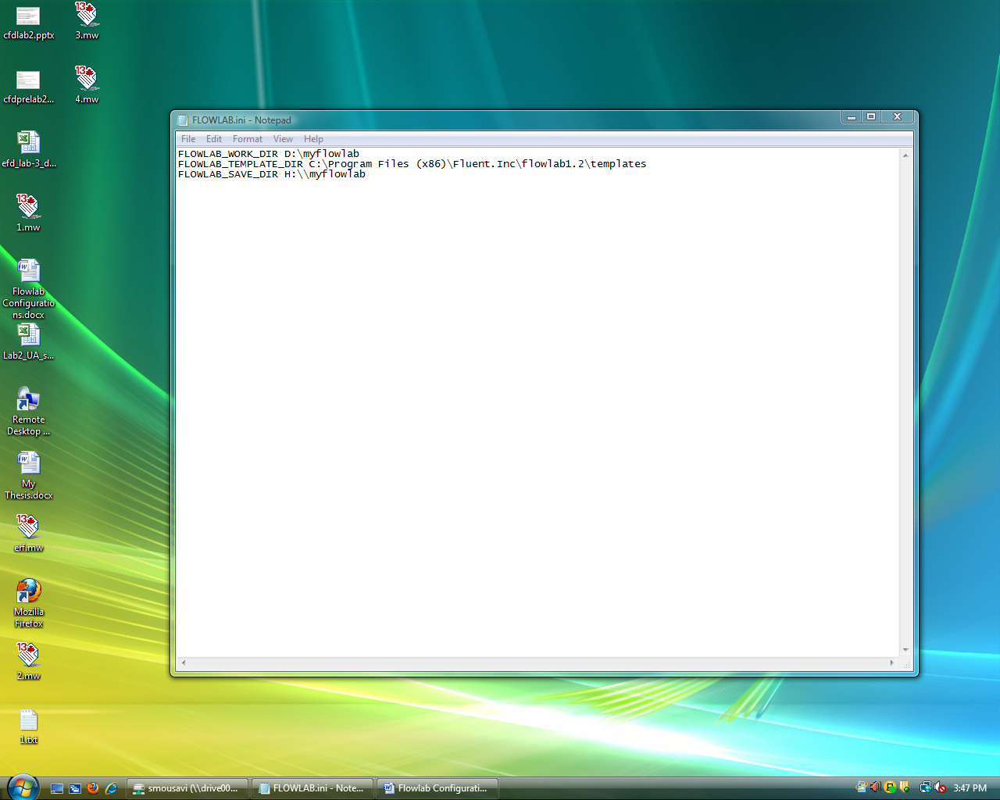 cfdlab2.pptx
3.mw
cfdprelab2...
4.mw
efd_lab-3_d...
1.mw
Flowlab
Configuratio
ns.docx
Lab2_UA_s...
Remote
Desktop ...
My
Thesis.docx
erf.mw
Mozilla
Firefox
2.mw
1.txt
FLOWLAB.ini - Notepad
File Edit Format View Help
FLOWLAB_WORK_DIR D:\myflowlab
FLOWLAB_TEMPLATE_DIR C:\Program Files (x86)\Fluent.Inc\flowlab1.2\templates
FLOWLAB_SAVE_DIR H:\\myflowlab
smousavi (\\drive00... FLOWLAB.ini - Note... Flowlab Configurati... 3:47 PM